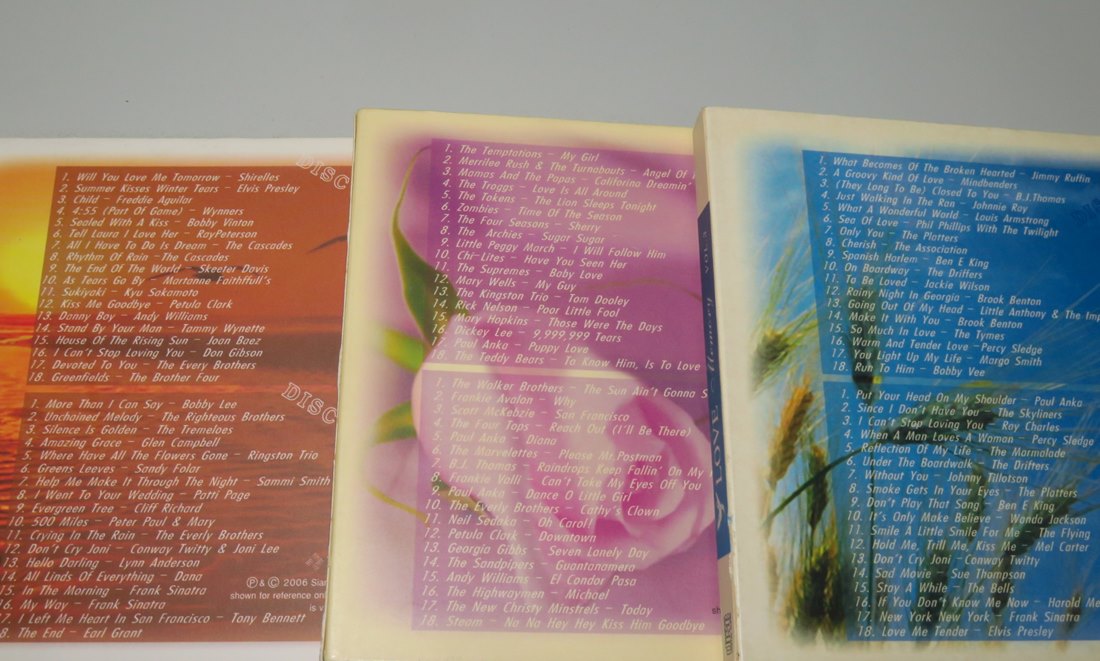 DISC
1. Will You Love Me Tomorrow - Shirelles
2. Summer Kisses Winter Tears - Elvis Presley
3. Child - Freddie Aguilar
4. 4:55 (Part Of Game) - Wynners
5. Sealed With A Kiss - Bobby Vinton
6. Tell Laura I Love Her - RayPeterson
7. All I Have To Do Is Dream - The Cascades
8. Rhythm Of Rain -The Cascades
9. The End Of The World - Skeeter Davis
10. As Tears Go By - Martanne Faithffull's
11. Sukiyaki - Kyu Sakamoto
12. Kiss Me Goodbye - Petula Clark
13. Danny Boy - Andy Williams
14. Stand By Your Man - Tammy Wynette
15. House Of The Rising Sun - Joan Baez
16. I Can't Stop Loving You - Don Gibson
17. Devoted To You - The Every Brothers
18. Greenfields - The Brother Four
DISC
1. More Than I Can Say - Bobby Lee
2. Unchained Melody - The Righteous Brothers
3. Silence Is Golden - The Tremeloes
4. Amazing Grace - Glen Campbell
5. Where Have All The Flowers Gone - Ringston Trio
6. Greens Leeves - Sandy Folar
7. Help Me Make It Through The Night - Sammi Smith
8. I Went To Your Wedding - Patti Page
9. Evergreen Tree - Cliff Richard
10. 500 Miles - Peter Paul & Mary
11. Crying In The Rain - The Everly Brothers
12. Don't Cry Joni - Conway Twitty & Joni Lee
13. Hello Darling - Lynn Anderson
14. All Linds Of Everything - Dana
15. In The Morning - Frank Sinatra
16. My Way - Frank Sinatra
17. I Left Me Heart In San Francisco - Tony Bennett
18. The End - Earl Grant
Ⓟ & © 2006
shown for reference
is
1. The Temptations - My Girl
2. Merrilee Rush & The Turnabouts - Angel Of
3. Mamas And The Papas - Califorina Dreamin'
4. The Troggs - Love Is All Around
5. The Tokens - The Lion Sleeps Tonight
6. Zombies - Time Of The Season
7. The Four Seasons - Sherry
8. The Archies - Sugar Sugar
9. Little Peggy March - I Will Follow Him
10. Chi-Lites - Have You Seen Her
11. The Supremes - Baby Love
12. Mary Wells - My Guy
13. The Kingston Trio - Tom Dooley
14. Rick Nelson - Poor Little Fool
15. Mary Hopkins - Those Were The Days
16. Dickey Lee - 9,999,999 Tears
17. Paul Anka - Puppy Love
18. The Teddy Bears - To Know Him, Is To Love
1. The Walker Brothers - The Sun Ain't Gonna S
2. Frankie Avalon - Why
3. Scott McKebzie - San Francisco
4. The Four Tops - Reach Out (I'll Be There)
5. Paul Anka - Diana
6. The Marvelettes - Please Mr.Postman
7. B.J. Thomas - Raindrops Keep Fallin' On My
8. Frankie Valli - Can't Take My Eyes Off You
9. Paul Anka - Dance O Little Girl
10. The Everly Brothers - Cathy's Clown
11. Neil Sedaka - Oh Carol!
12. Petula Clark - Downtown
13. Georgia Gibbs - Seven Lonely Day
14. The Sandpipers - Guantanamera
15. Andy Williams - El Condor Pasa
16. The Highwaymen - Michael
17. The New Christy Minstrels - Today
18. Steam - Na Na Hey Hey Kiss Him Goodbye
sh
LOVE
VOL.3
1. What Becomes Of The Broken Hearted - Jimmy Ruffin
2. A Groovy Kind Of Love - Mindbenders
3. (They Long To Be) Closed To You - B.J.Thomas
4. Just Walking In The Ran - Johnnie Ray
5. What A Wonderful World - Louis Armstrong
6. Sea Of Love - Phil Phillips With The Twilight
7. Only You - The Platters
8. Cherish - The Association
9. Spanish Harlem - Ben E King
10. On Boardway - The Driffers
11. To Be Loved - Jackie Wilson
12. Rainy Night In Georgia - Brook Benton
13. Going Out Of My Head - Little Anthony & The Imp
14. Make It With You - Brook Benton
15. So Much In Love - The Tymes
16. Warm And Tender Love -Percy Sledge
17. You Light Up My Life - Margo Smith
18. Run To Him - Bobby Vee
1. Put Your Head On My Shoulder - Paul Anka
2. Since I Don't Have You - The Skyliners
3. I Can't Stop Loving You - Ray Charles
4. When A Man Loves A Woman - Percy Sledge
5. Reflection Of My Life - The Marmalade
6. Under The Boardwalk - The Drifters
7. Without You - Johnny Tillotson
8. Smoke Gets In Your Eyes - The Platters
9. Don't Play That Song - Ben E King
10. It's Only Make Believe - Wenda Jackson
11. Smile A Little Smile For Me - The Flying
12. Hold Me, Trill Me, Kiss Me - Mel Carter
13. Don't Cry Joni - Conway Twitty
14. Sad Movie - Sue Thompson
15. Stay A While - The Bells
16. If You Don't Know Me Now - Harold Me
17. New York New York - Frank Sinatra
18. Love Me Tender - Elvis Presley